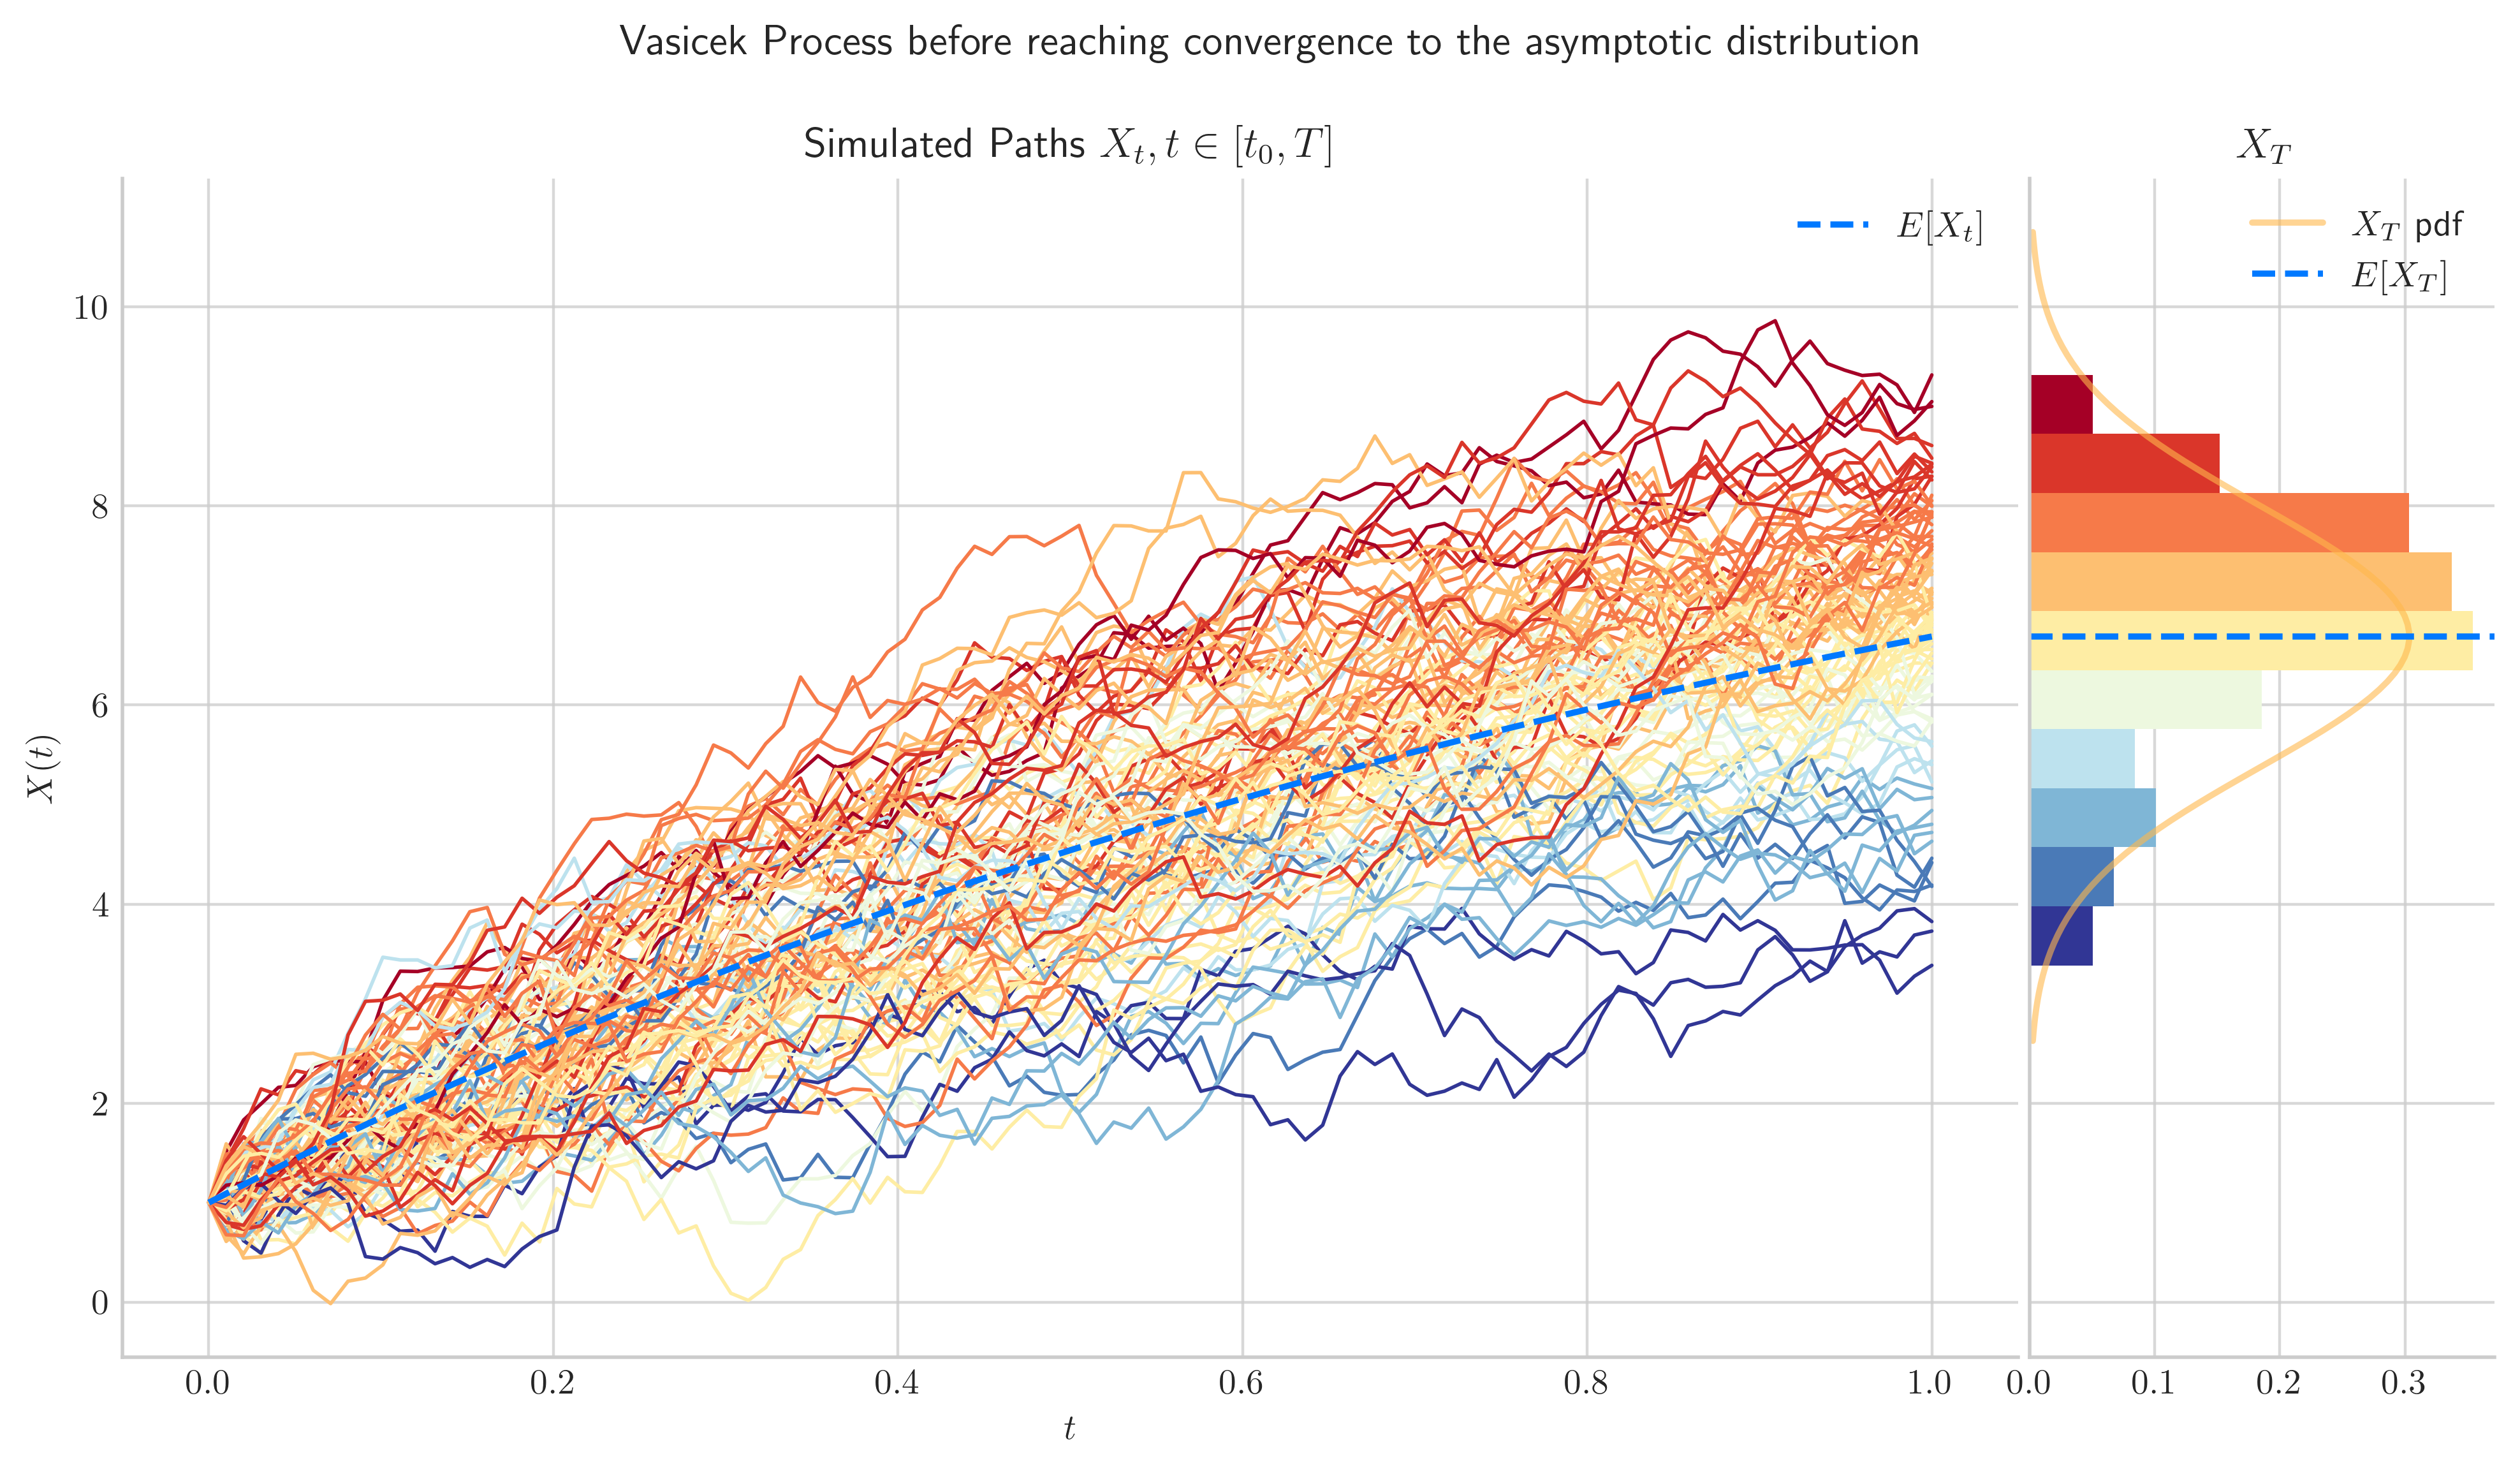 Vasicek Process before reaching convergence to the asymptotic distribution
Simulated Paths $X_t, t \in [t_0, T]$
$X_T$
$E[X_t]$
$X_T$ pdf
$E[X_T]$
10
8
6
4
2
0
$X(t)$
0.0 0.2 0.4 0.6 0.8 1.0
0.0 0.1 0.2 0.3
$t$